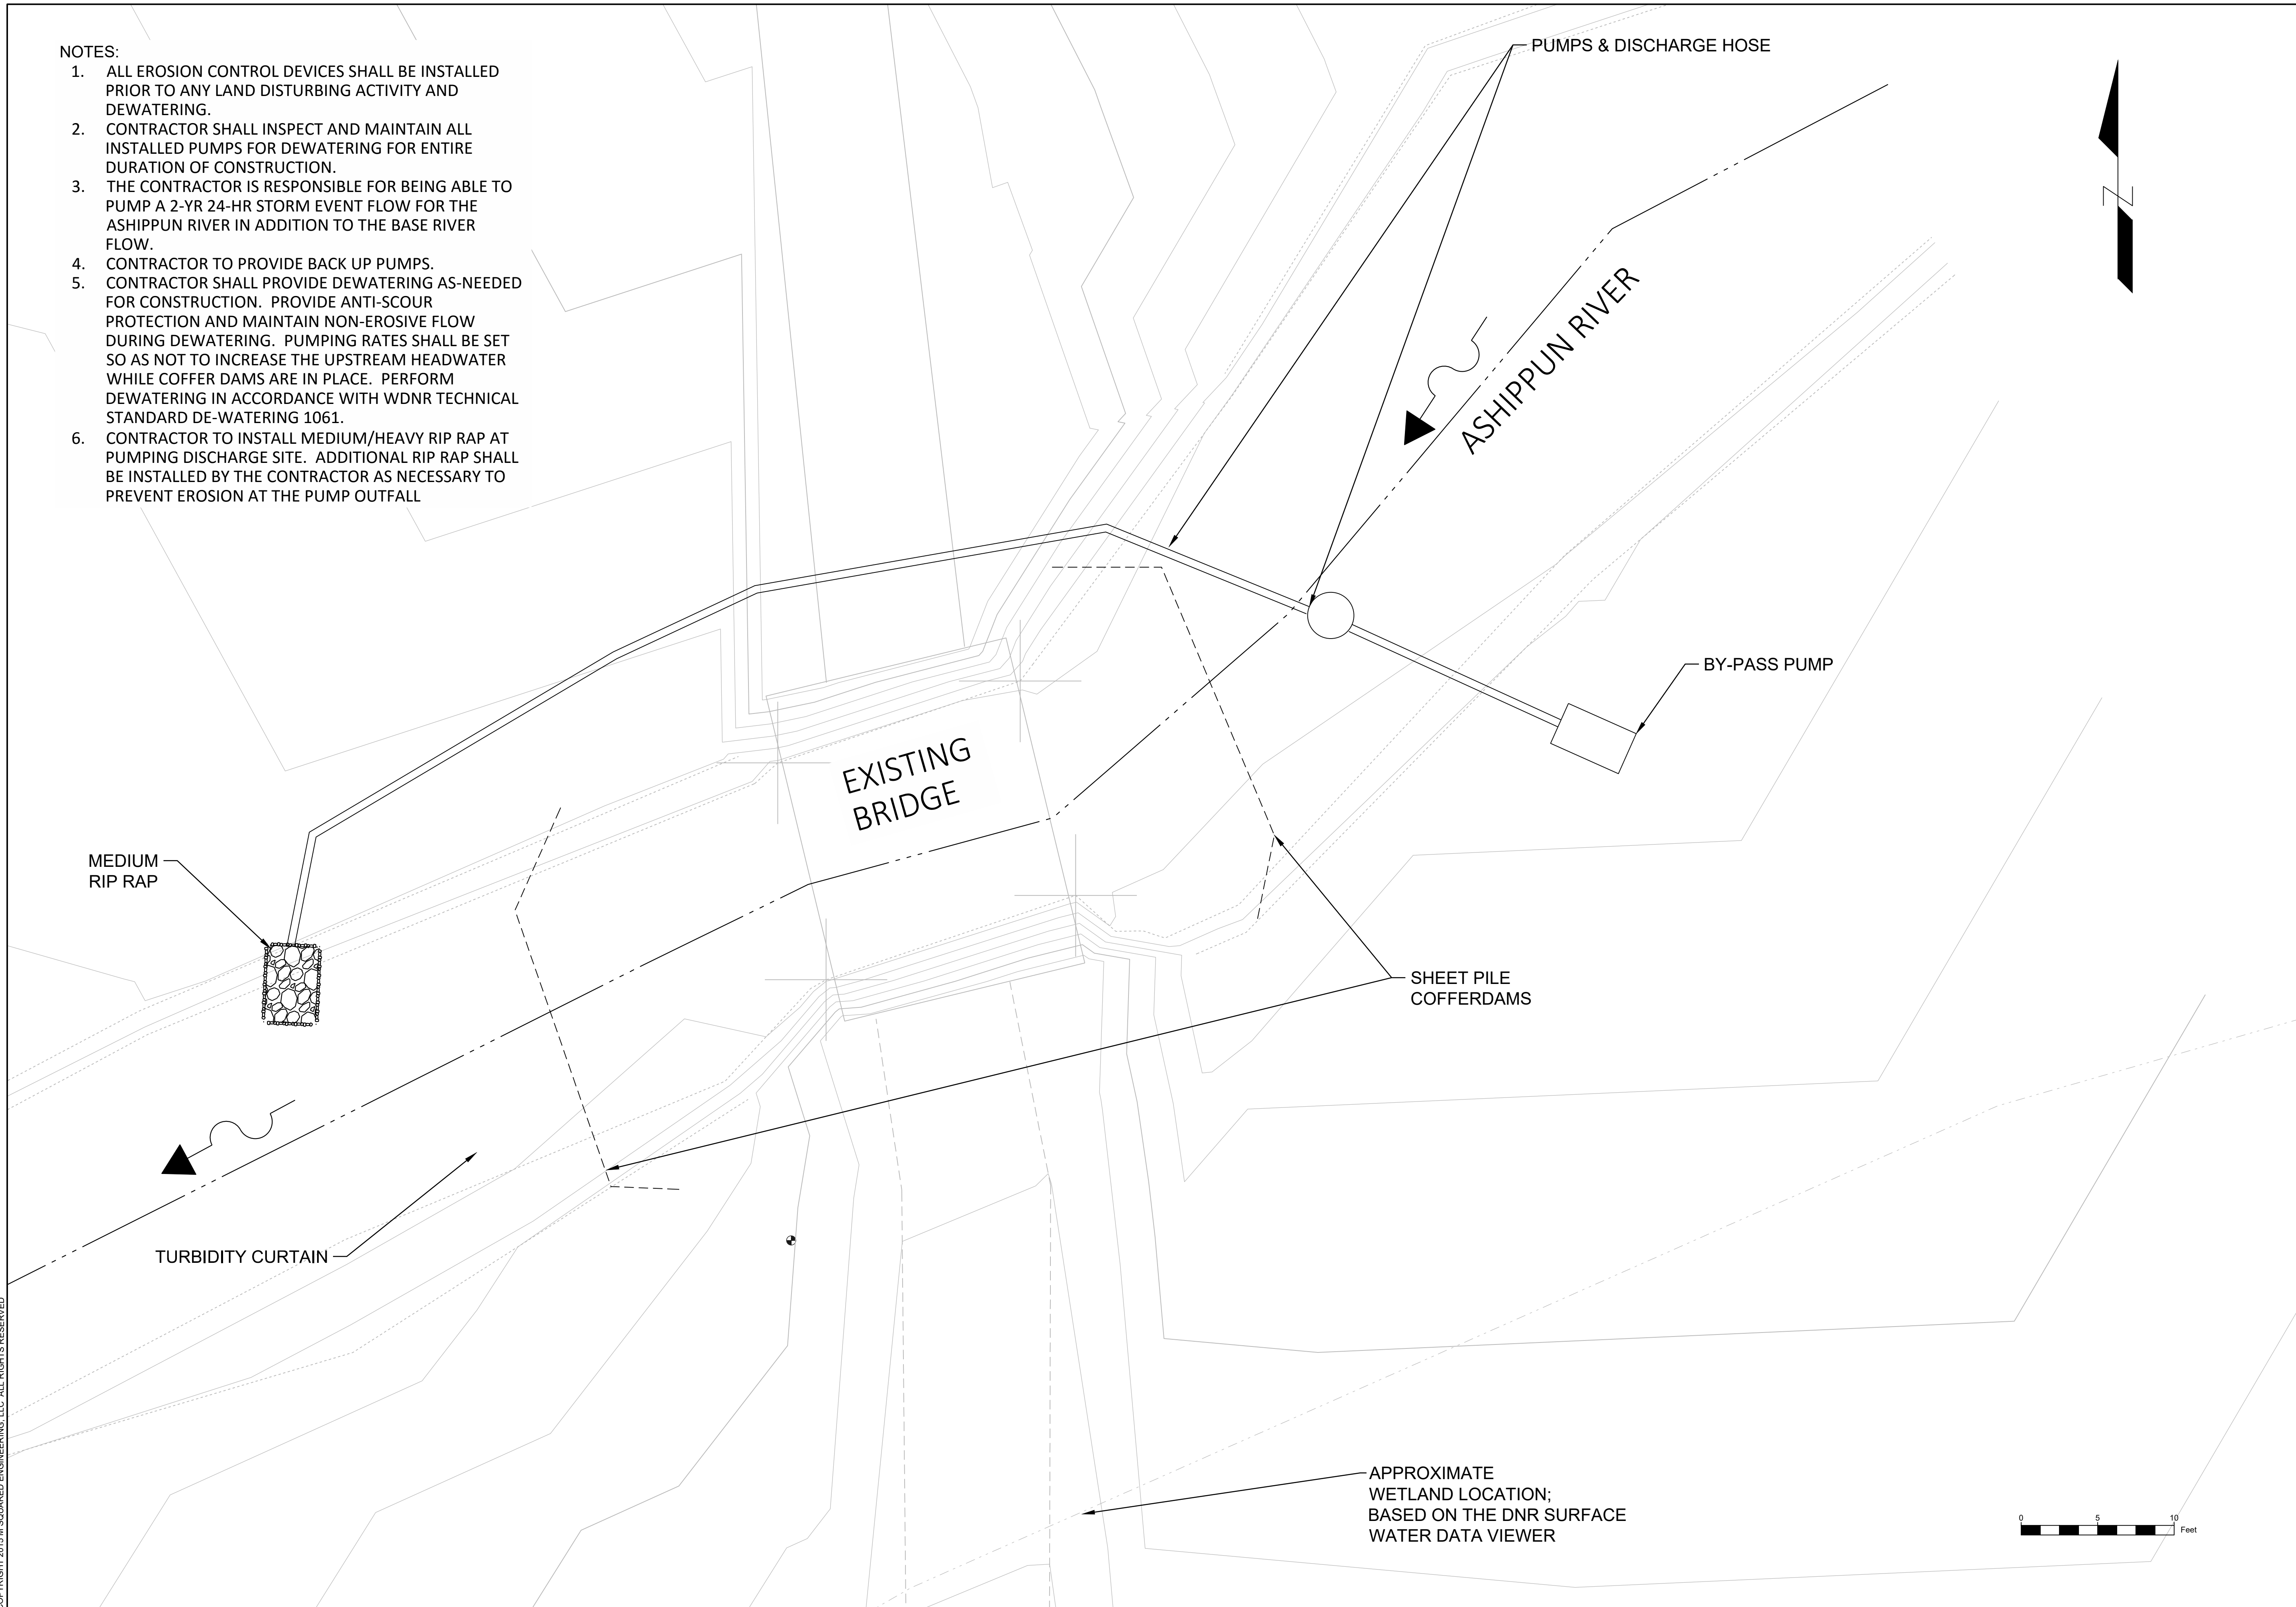 NOTES:
1. ALL EROSION CONTROL DEVICES SHALL BE INSTALLED
PRIOR TO ANY LAND DISTURBING ACTIVITY AND
DEWATERING.
2. CONTRACTOR SHALL INSPECT AND MAINTAIN ALL
INSTALLED PUMPS FOR DEWATERING FOR ENTIRE
DURATION OF CONSTRUCTION.
3. THE CONTRACTOR IS RESPONSIBLE FOR BEING ABLE TO
PUMP A 2-YR 24-HR STORM EVENT FLOW FOR THE
ASHIPPUN RIVER IN ADDITION TO THE BASE RIVER
FLOW.
4. CONTRACTOR TO PROVIDE BACK UP PUMPS.
5. CONTRACTOR SHALL PROVIDE DEWATERING AS-NEEDED
FOR CONSTRUCTION. PROVIDE ANTI-SCOUR
PROTECTION AND MAINTAIN NON-EROSIVE FLOW
DURING DEWATERING. PUMPING RATES SHALL BE SET
SO AS NOT TO INCREASE THE UPSTREAM HEADWATER
WHILE COFFER DAMS ARE IN PLACE. PERFORM
DEWATERING IN ACCORDANCE WITH WDNR TECHNICAL
STANDARD DE-WATERING 1061.
6. CONTRACTOR TO INSTALL MEDIUM/HEAVY RIP RAP AT
PUMPING DISCHARGE SITE. ADDITIONAL RIP RAP SHALL
BE INSTALLED BY THE CONTRACTOR AS NECESSARY TO
PREVENT EROSION AT THE PUMP OUTFALL
PUMPS & DISCHARGE HOSE
N
ASHIPPUN RIVER
BY-PASS PUMP
EXISTING
BRIDGE
MEDIUM
RIP RAP
SHEET PILE
COFFERDAMS
TURBIDITY CURTAIN
APPROXIMATE
WETLAND LOCATION;
BASED ON THE DNR SURFACE
WATER DATA VIEWER
0 5 10
Feet
SQUARED ENGINEERING, LLC ALL RIGHTS RESERVED